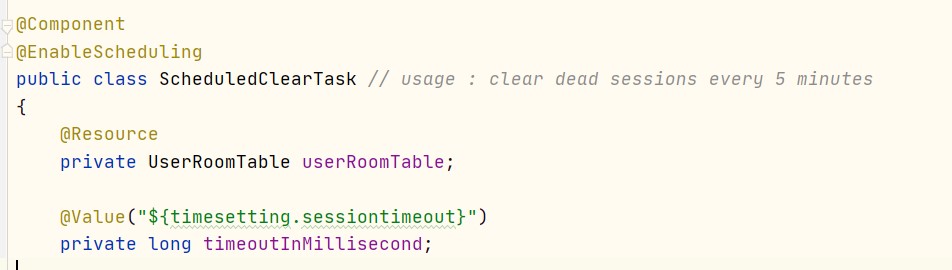 @Component
@EnableScheduling
public class ScheduledClearTask // usage : clear dead sessions every 5 minutes
{
@Resource
private UserRoomTable userRoomTable;
@Value("${timesetting.sessiontimeout}")
private long timeoutInMillisecond;